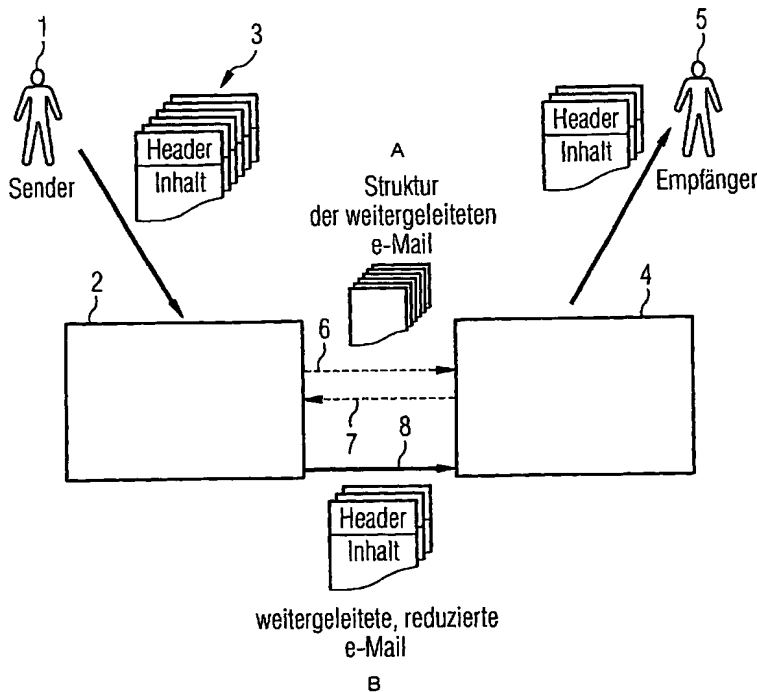 1
3
5
Header
Inhalt
Sender
A
Struktur
der weitergeleiteten
e-Mail
Header
Inhalt
Empfänger
2
4
6
7
8
Header
Inhalt
weitergeleitete, reduzierte
e-Mail
B